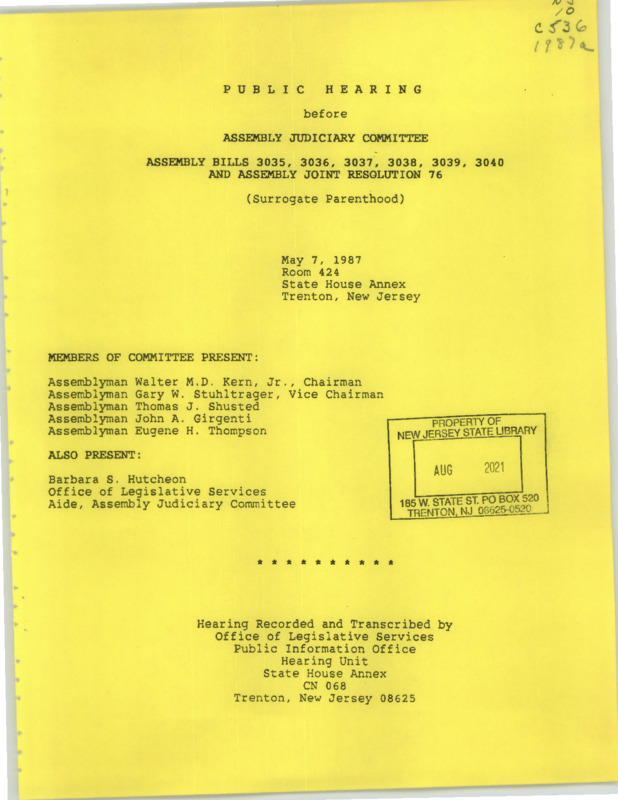 NJ
10
C536
1987a
PUBLIC HEARING
before
ASSEMBLY JUDICIARY COMMITTEE
ASSEMBLY BILLS 3035, 3036, 3037, 3038, 3039, 3040
AND ASSEMBLY JOINT RESOLUTION 76
(Surrogate Parenthood)
May 7, 1987
Room 424
State House Annex
Trenton, New Jersey
MEMBERS OF COMMITTEE PRESENT:
Assemblyman Walter M.D. Kern, Jr., Chairman
Assemblyman Gary W. Stuhltrager, Vice Chairman
Assemblyman Thomas J. Shusted
Assemblyman John A. Girgenti
Assemblyman Eugene H. Thompson
ALSO PRESENT:
Barbara S. Hutcheon
Office of Legislative Services
Aide, Assembly Judiciary Committee
PROPERTY OF
NEW JERSEY STATE LIBRARY
AUG 2021
185 W. STATE ST. PO BOX 520
TRENTON, NJ 08625-0520
* * * * * * * * * *
Hearing Recorded and Transcribed by
Office of Legislative Services
Public Information Office
Hearing Unit
State House Annex
CN 068
Trenton, New Jersey 08625